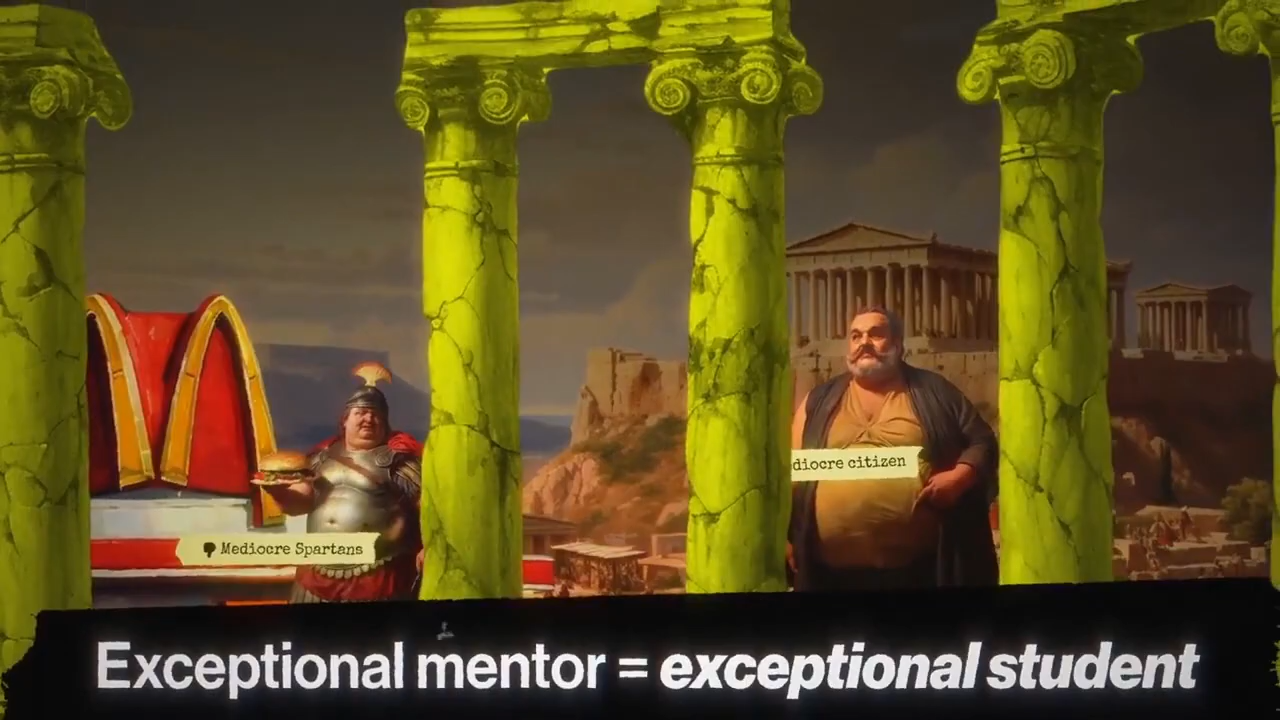 Mediocre Spartans
diocre citizen
Exceptional mentor = exceptional student